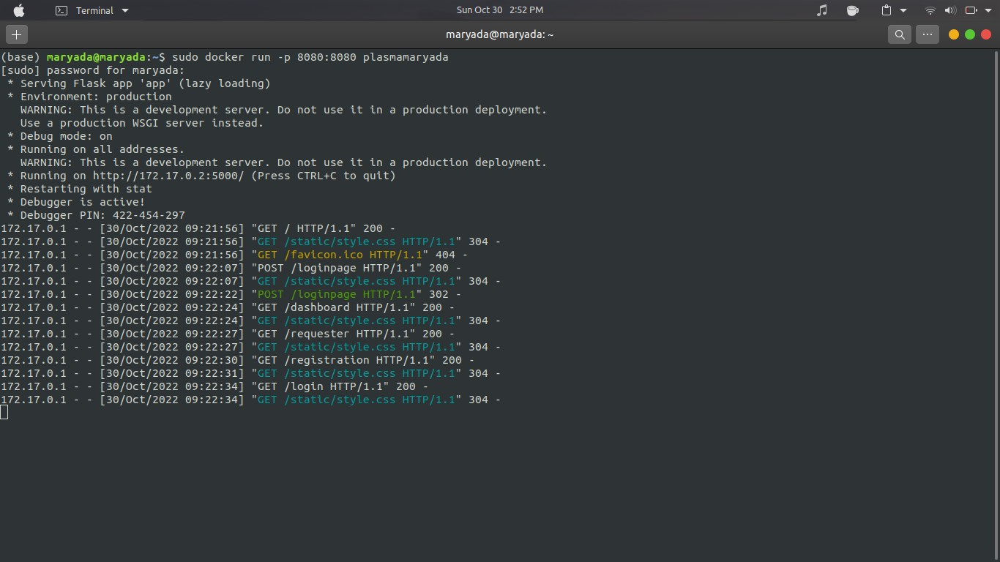 Terminal
Sun Oct 30 2:52 PM
maryada@maryada: ~
(base) maryada@maryada:~$ sudo docker run -p 8080:8080 plasmamaryada
[sudo] password for maryada:
 * Serving Flask app 'app' (lazy loading)
 * Environment: production
   WARNING: This is a development server. Do not use it in a production deployment.
   Use a production WSGI server instead.
 * Debug mode: on
 * Running on all addresses.
   WARNING: This is a development server. Do not use it in a production deployment.
 * Running on http://172.17.0.2:5000/ (Press CTRL+C to quit)
 * Restarting with stat
 * Debugger is active!
 * Debugger PIN: 422-454-297
172.17.0.1 - - [30/Oct/2022 09:21:56] "GET / HTTP/1.1" 200 -
172.17.0.1 - - [30/Oct/2022 09:21:56] "GET /static/style.css HTTP/1.1" 304 -
172.17.0.1 - - [30/Oct/2022 09:21:56] "GET /favicon.ico HTTP/1.1" 404 -
172.17.0.1 - - [30/Oct/2022 09:22:07] "POST /loginpage HTTP/1.1" 200 -
172.17.0.1 - - [30/Oct/2022 09:22:07] "GET /static/style.css HTTP/1.1" 304 -
172.17.0.1 - - [30/Oct/2022 09:22:22] "POST /loginpage HTTP/1.1" 302 -
172.17.0.1 - - [30/Oct/2022 09:22:24] "GET /dashboard HTTP/1.1" 200 -
172.17.0.1 - - [30/Oct/2022 09:22:24] "GET /static/style.css HTTP/1.1" 304 -
172.17.0.1 - - [30/Oct/2022 09:22:27] "GET /requester HTTP/1.1" 200 -
172.17.0.1 - - [30/Oct/2022 09:22:27] "GET /static/style.css HTTP/1.1" 304 -
172.17.0.1 - - [30/Oct/2022 09:22:30] "GET /registration HTTP/1.1" 200 -
172.17.0.1 - - [30/Oct/2022 09:22:31] "GET /static/style.css HTTP/1.1" 304 -
172.17.0.1 - - [30/Oct/2022 09:22:34] "GET /login HTTP/1.1" 200 -
172.17.0.1 - - [30/Oct/2022 09:22:34] "GET /static/style.css HTTP/1.1" 304 -